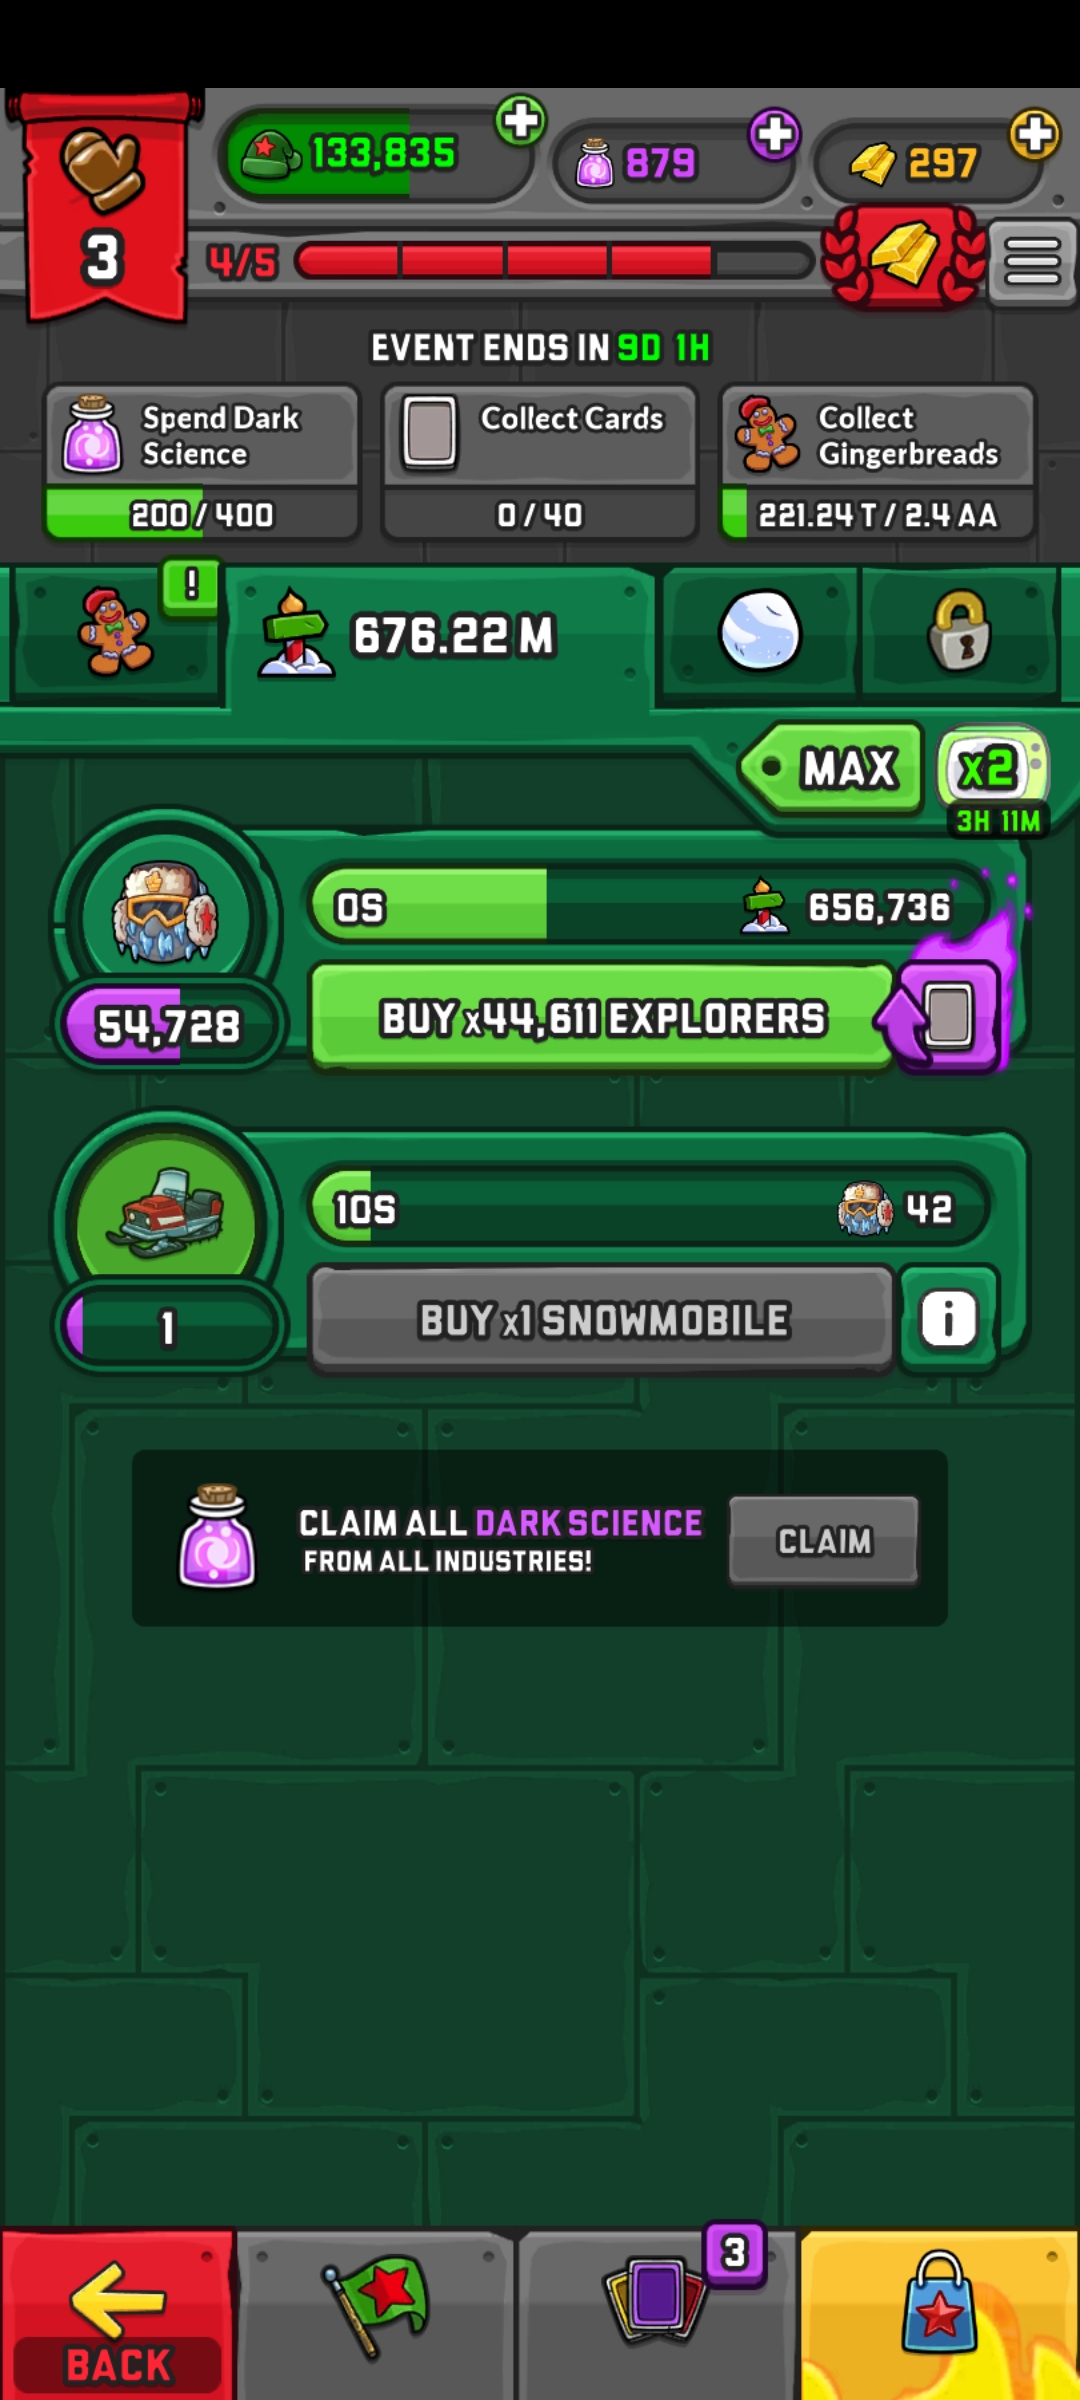 133,835
879
297
3
4/5
EVENT ENDS IN 9D 1H
Spend Dark
Science
200 / 400
Collect Cards
0 / 40
Collect
Gingerbreads
221.24 T / 2.4 AA
!
676.22 M
MAX
x2
3H 11M
0S
656,736
54,728
BUY x44,611 EXPLORERS
10S
42
1
BUY x1 SNOWMOBILE
i
CLAIM ALL DARK SCIENCE
FROM ALL INDUSTRIES!
CLAIM
3
BACK